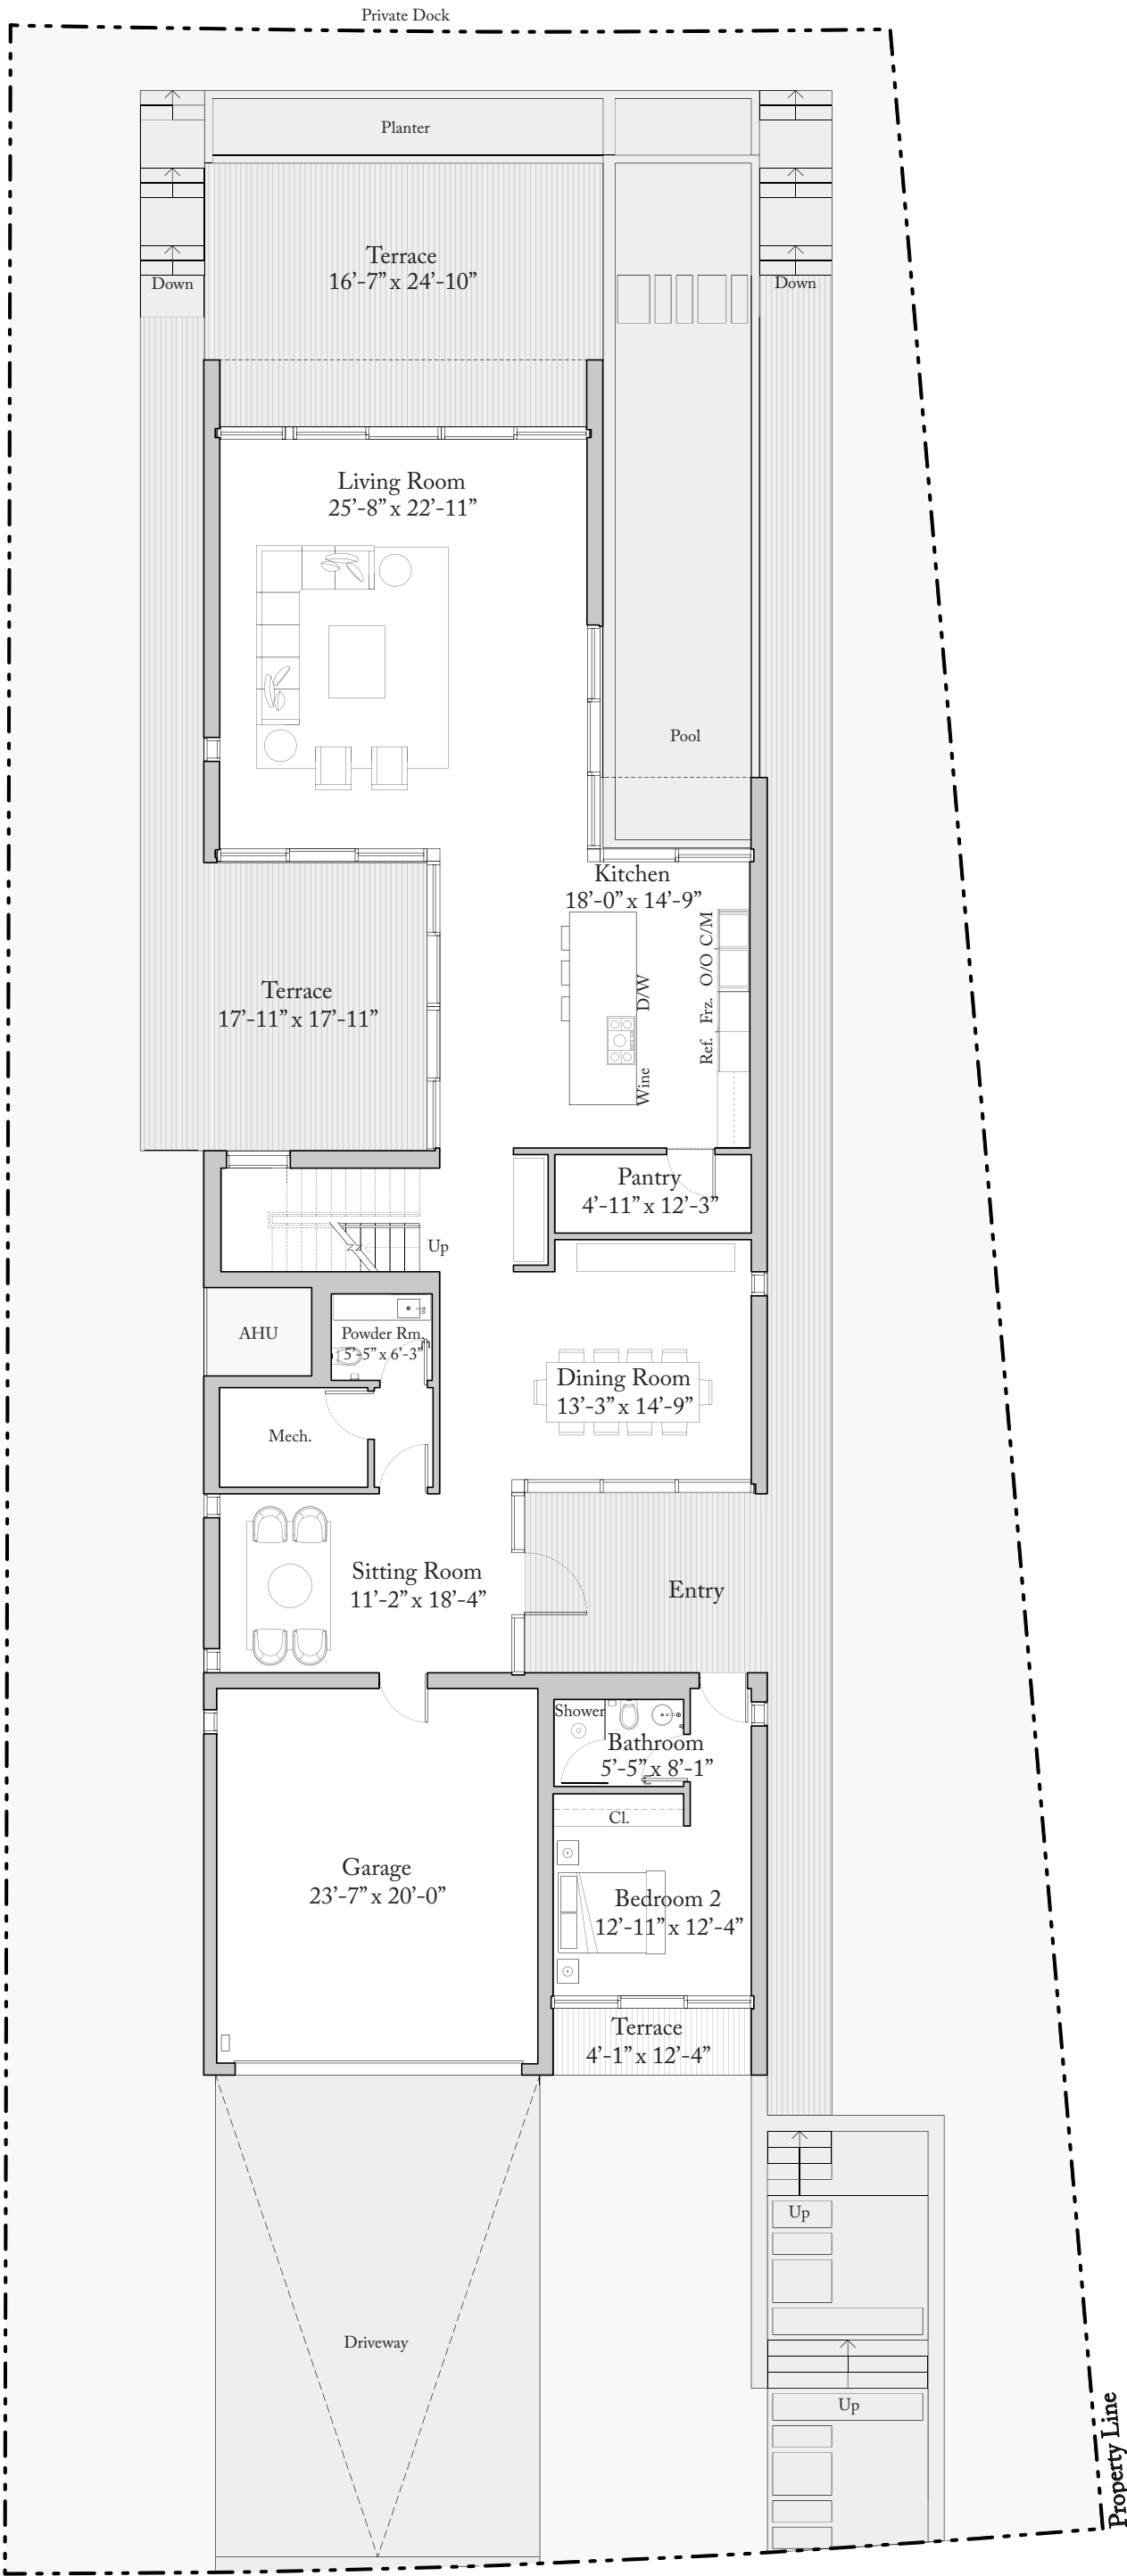 Private Dock
Planter
Terrace
16’-7” x 24’-10”
Down
Down
Living Room
25’-8” x 22’-11”
Pool
Kitchen
18’-0” x 14’-9”
C/M
O/O
D/W
Frz.
Ref.
Wine
Terrace
17’-11” x 17’-11”
Pantry
4’-11” x 12’-3”
Up
AHU
Powder Rm.
5’-5” x 6’-3”
Dining Room
13’-3” x 14’-9”
Mech.
Sitting Room
11’-2” x 18’-4”
Entry
Shower
Bathroom
5’-5” x 8’-1”
Cl.
Garage
23’-7” x 20’-0”
Bedroom 2
12’-11” x 12’-4”
Terrace
4’-1” x 12’-4”
Up
Driveway
Up
Property Line